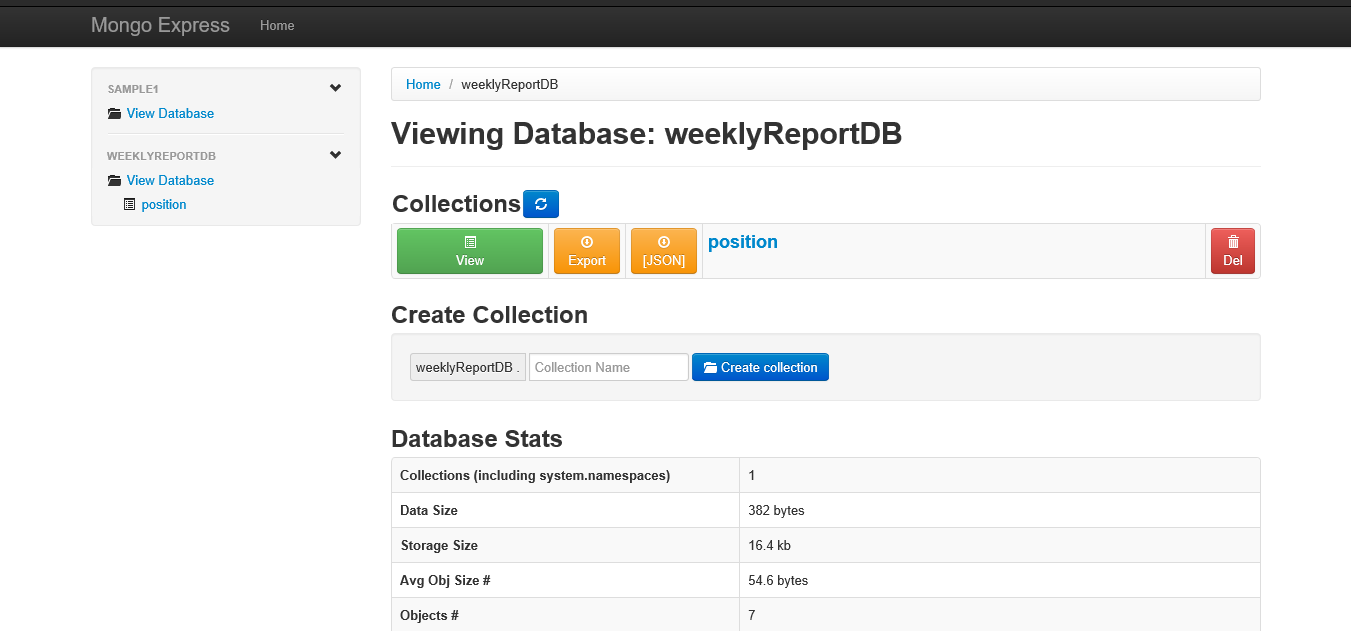 Mongo Express Home
SAMPLE1
View Database
WEEKLYREPORTDB
View Database
position
Home / weeklyReportDB
Viewing Database: weeklyReportDB
Collections
View
Export
[JSON]
position
Del
Create Collection
weeklyReportDB . Collection Name Create collection
Database Stats
Collections (including system.namespaces) 1
Data Size 382 bytes
Storage Size 16.4 kb
Avg Obj Size # 54.6 bytes
Objects # 7